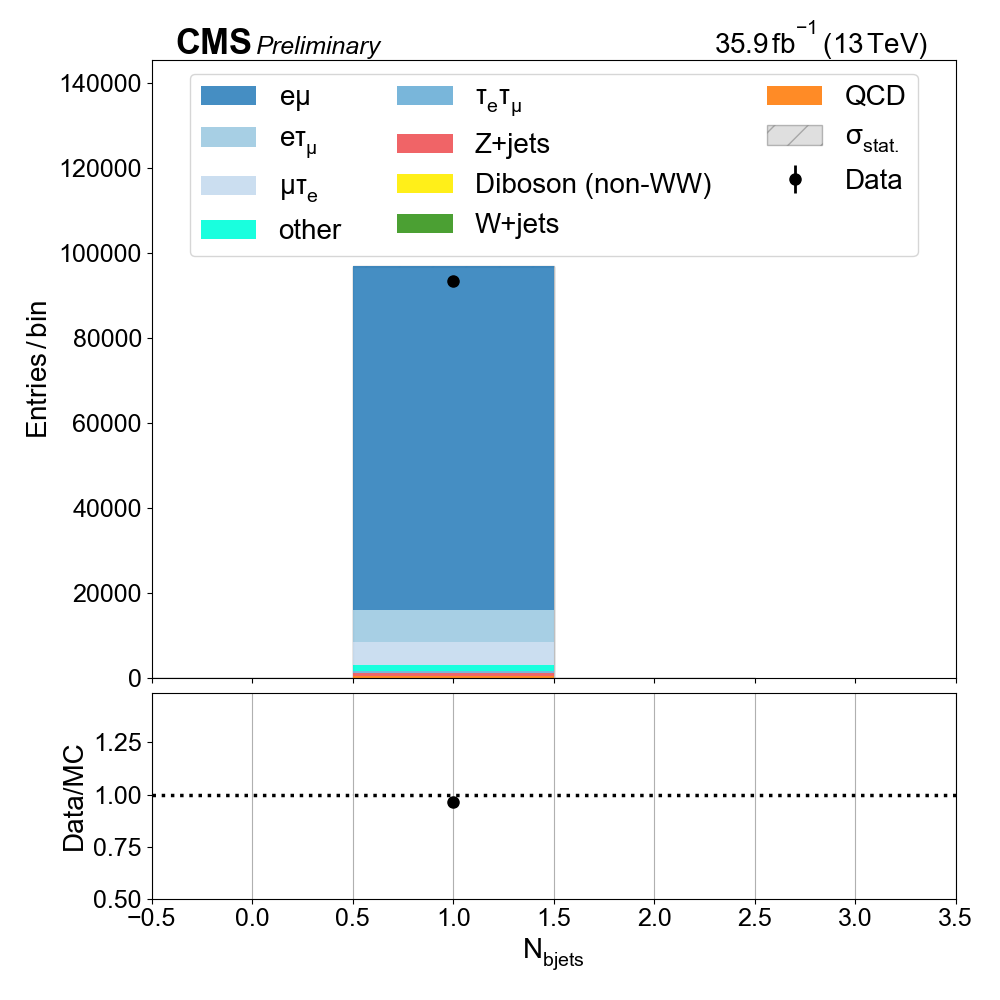 CMS Preliminary 35.9 fb⁻¹ (13 TeV)
140000
120000
100000
80000
60000
40000
20000
0
Entries / bin
eμ
eτμ
μτe
other
τeτμ
Z+jets
Diboson (non-WW)
W+jets
QCD
σstat.
Data
1.25
1.00
0.75
0.50
Data/MC
−0.5 0.0 0.5 1.0 1.5 2.0 2.5 3.0 3.5
Nbjets